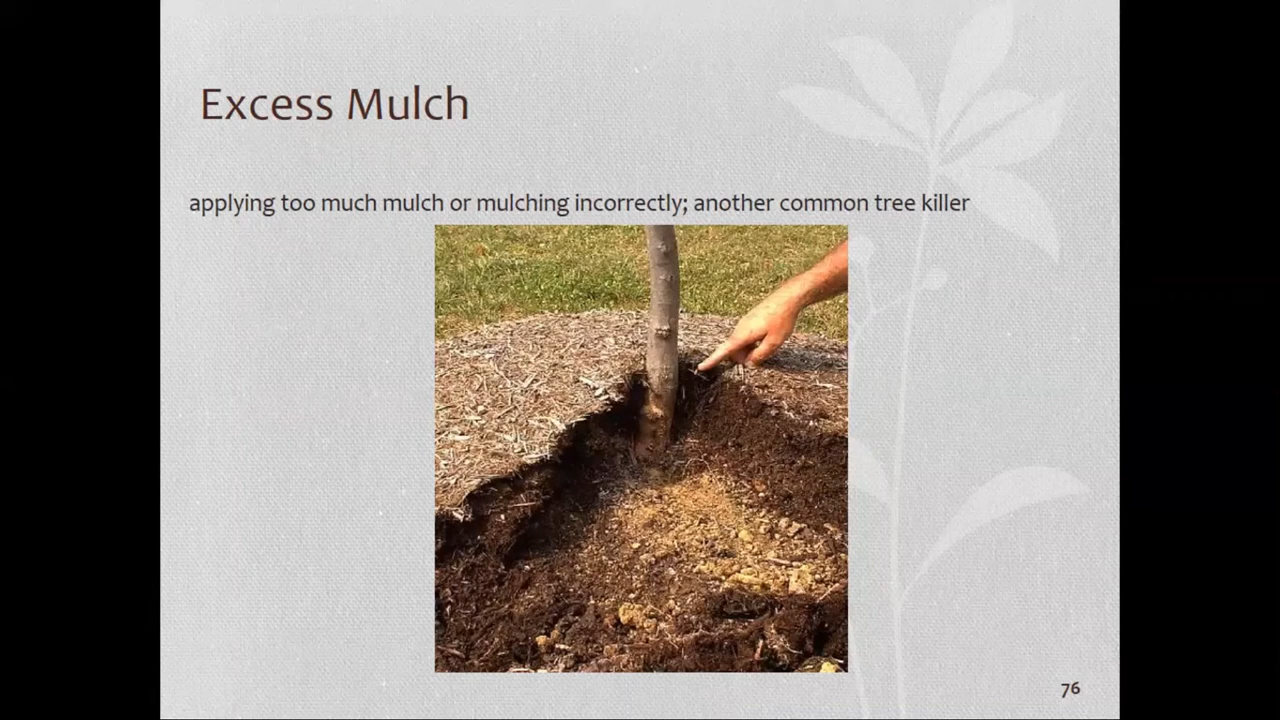 Excess Mulch
applying too much mulch or mulching incorrectly; another common tree killer
76